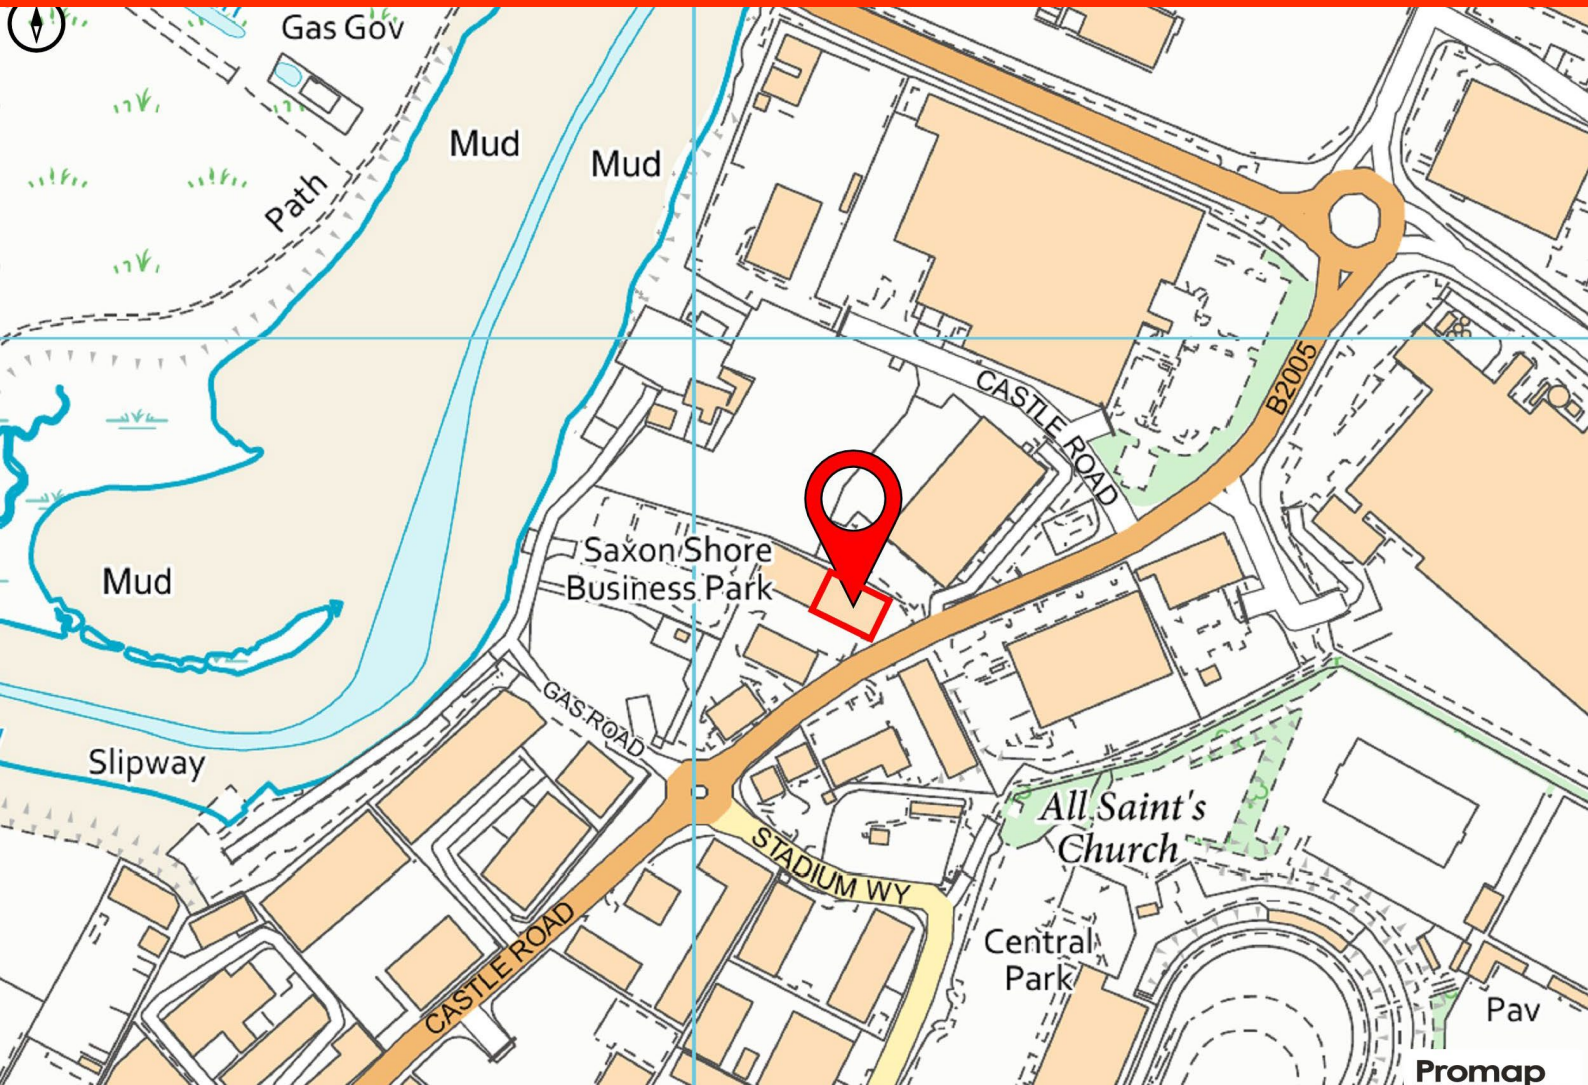 Gas Gov
Mud
Mud
Path
CASTLE ROAD
B2005
Saxon Shore
Business Park
Mud
GAS ROAD
Slipway
All Saint's
Church
STADIUM WY
CASTLE ROAD
Central
Park
Pav
Promap